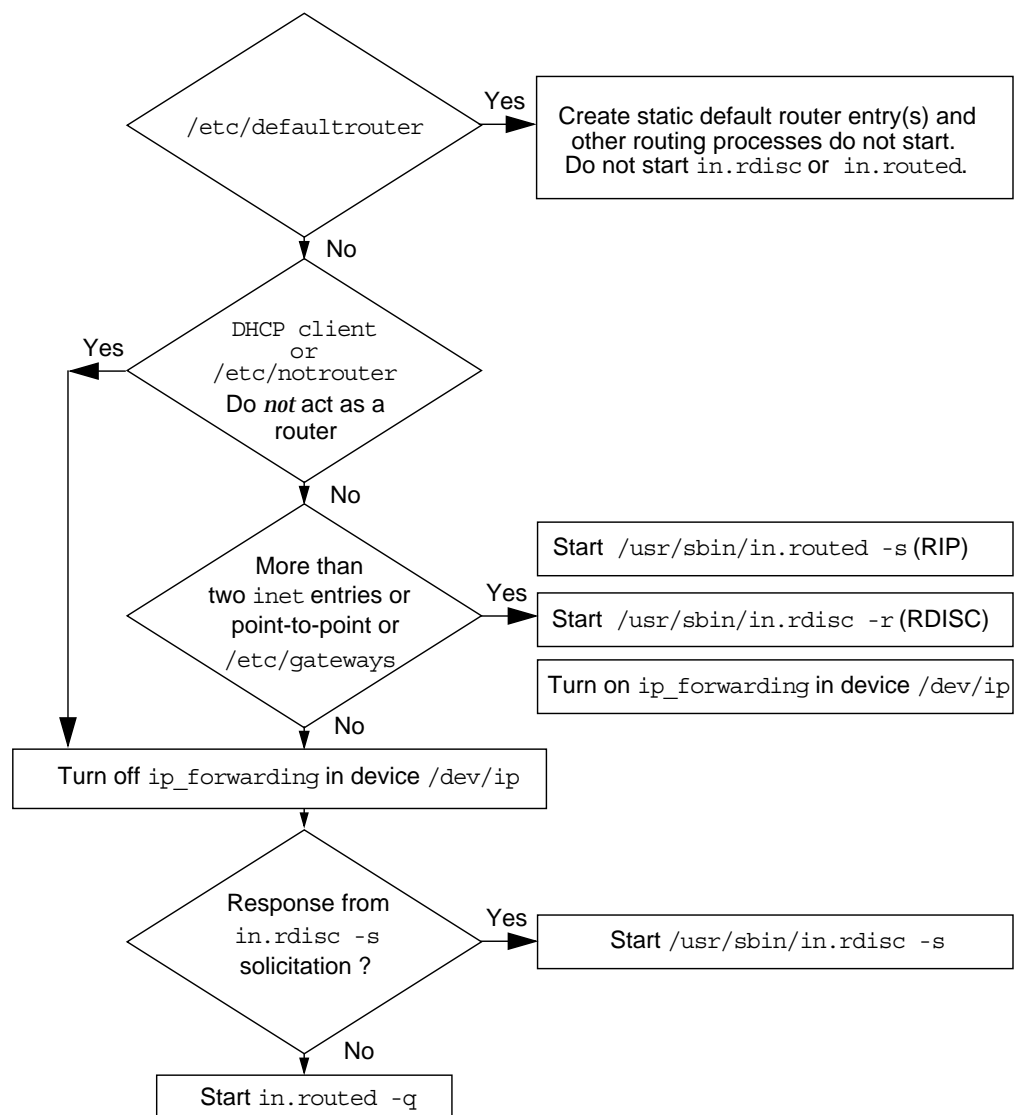 /etc/defaultrouter
Yes
Create static default router entry(s) and
other routing processes do not start.
Do not start in.rdisc or in.routed.
No
DHCP client
or
/etc/notrouter
Do not act as a
router
Yes
No
More than
two inet entries or
point-to-point or
/etc/gateways
Yes
Start /usr/sbin/in.routed -s (RIP)
Start /usr/sbin/in.rdisc -r (RDISC)
Turn on ip_forwarding in device /dev/ip
No
Turn off ip_forwarding in device /dev/ip
Response from
in.rdisc -s
solicitation ?
Yes
Start /usr/sbin/in.rdisc -s
No
Start in.routed -q